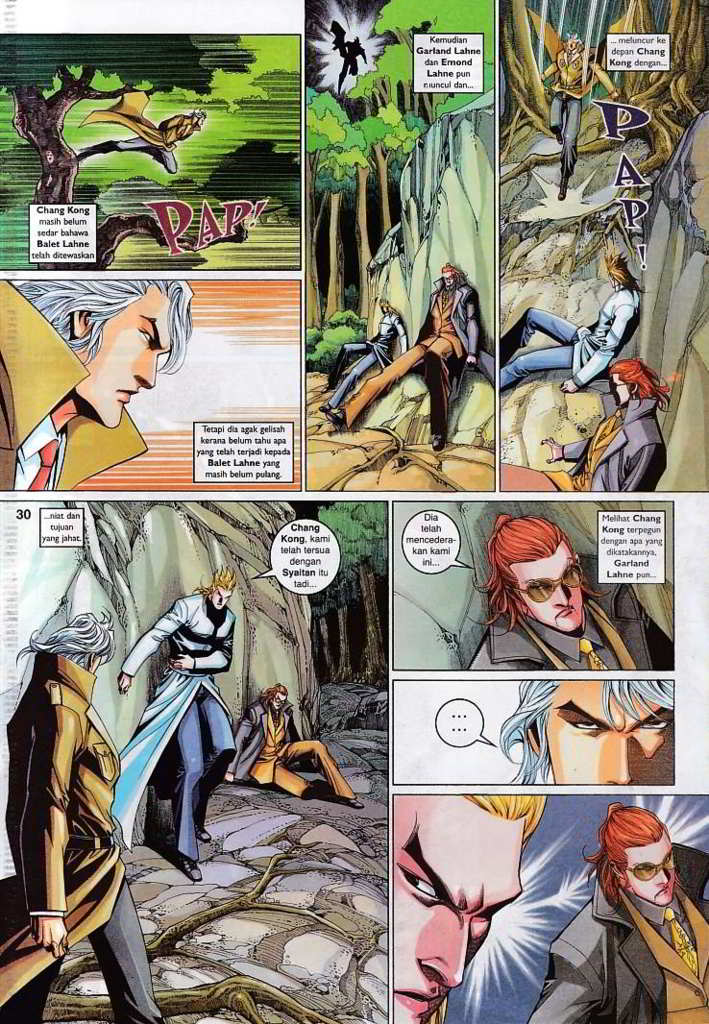 Chang Kong
masih belum
sedar bahawa
Balet Lahne
telah ditewaskan
PAP!
Kemudian
Garland Lahne
dan Emond
Lahne pun
muncul dan...
...meluncur ke
depan Chang
Kong dengan...
PAP!
Tetapi dia agak gelisah
kerana belum tahu apa
yang telah terjadi kepada
Balet Lahne yang
masih belum pulang.
30
...niat dan
tujuan
yang jahat.
Chang
Kong, kami
telah tersua
dengan
Syaitan itu
tadi...
Dia
telah
mencedera-
kan kami
ini...
Melihat Chang
Kong terpegun
dengan apa yang
dikatakannya,
Garland
Lahne pun...
...
...